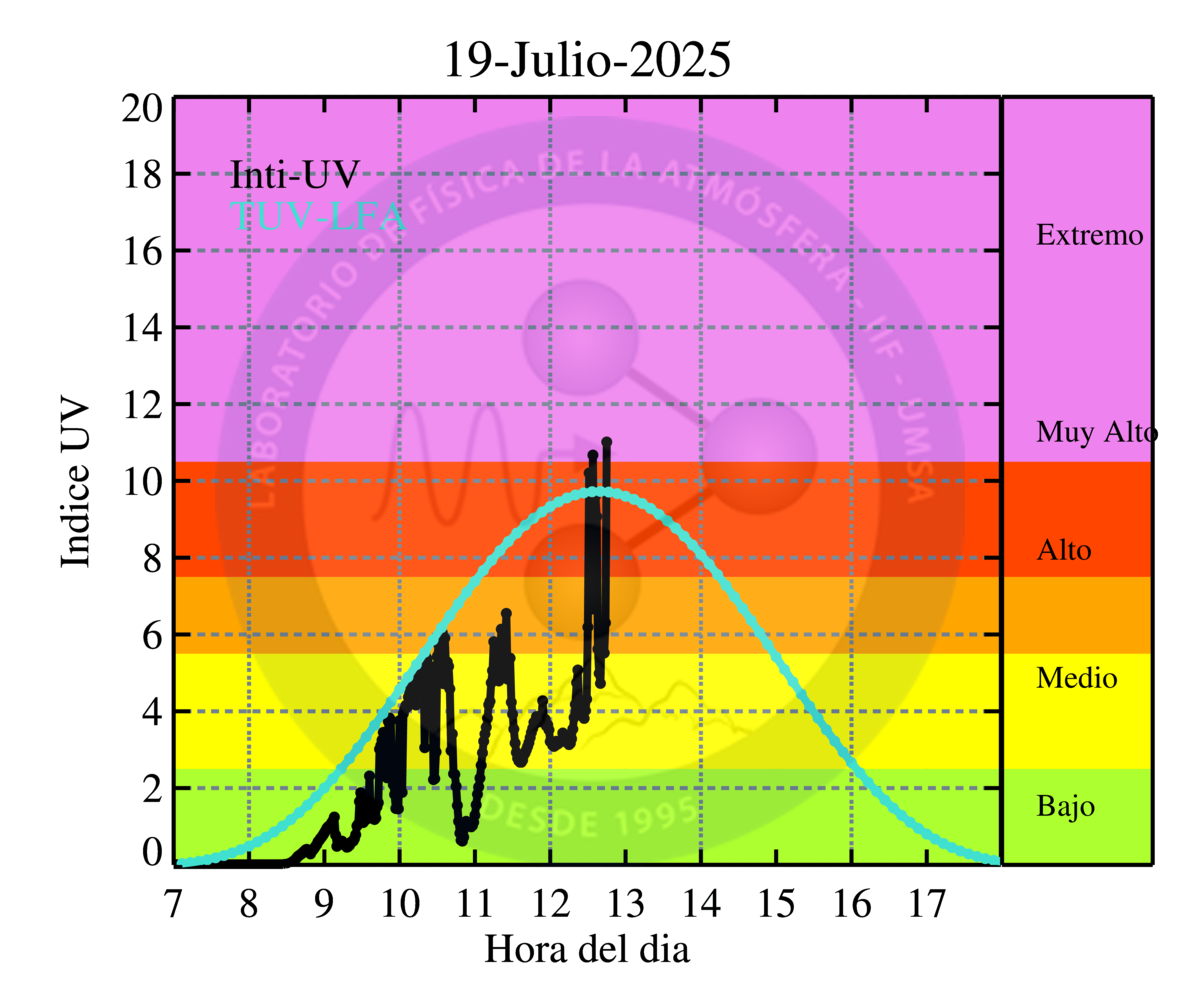 19-Julio-2025
Inti-UV
TUV-LFA
LABORATORIO DE FÍSICA DE LA ATMÓSFERA - IIF - UMSA
DESDE 1995
Indice UV
20
18
16
14
12
10
8
6
4
2
0
Extremo
Muy Alto
Alto
Medio
Bajo
7 8 9 10 11 12 13 14 15 16 17
Hora del dia